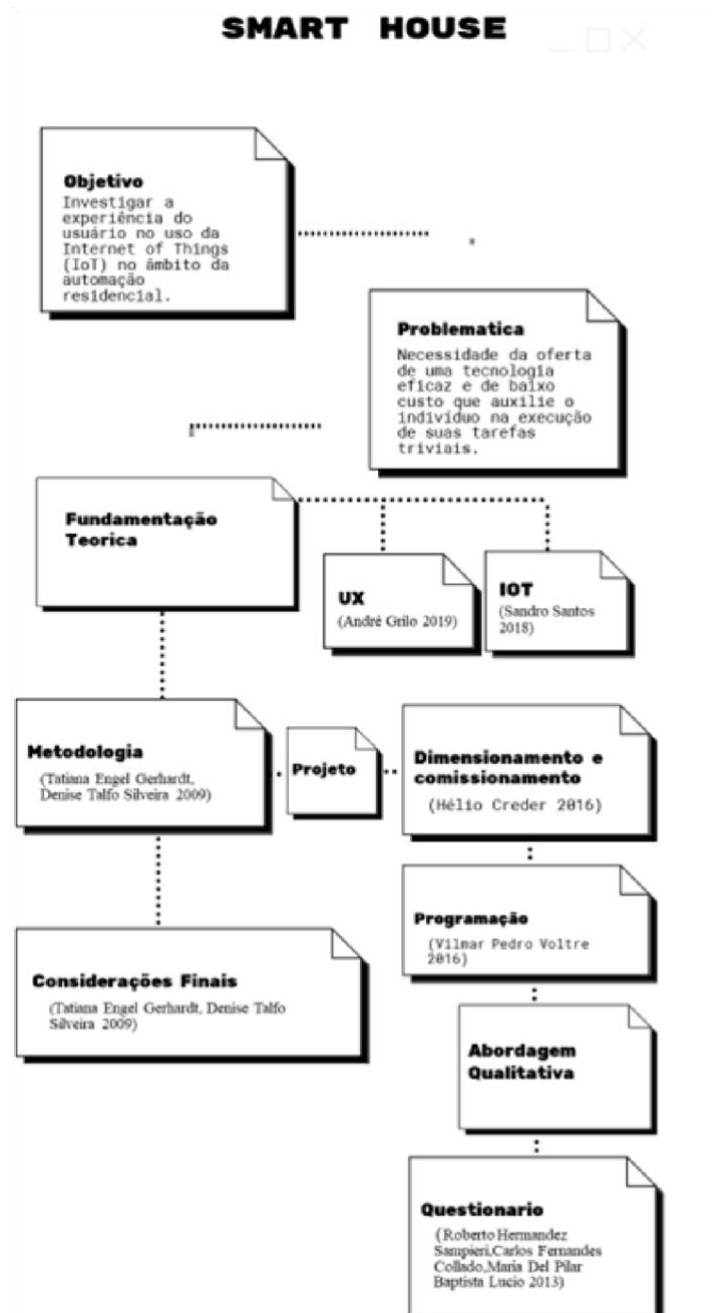 SMART HOUSE
Objetivo
Investigar a
experiência do
usuário no uso da
Internet of Things
(IoT) no âmbito da
automação
residencial.
Problematica
Necessidade da oferta
de uma tecnologia
eficaz e de baixo
custo que auxilie o
indivíduo na execução
de suas tarefas
triviais.
Fundamentação
Teorica
UX
(André Grilo 2019)
IOT
(Sandro Santos
2018)
Metodologia
(Tatiana Engel Gerhardt,
Denise Talfo Silveira 2009)
Projeto
Dimensionamento e
comissionamento
(Hélio Creder 2016)
Programação
(Vilmar Pedro Voltre
2016)
Considerações Finais
(Tatiana Engel Gerhardt, Denise Talfo
Silveira 2009)
Abordagem
Qualitativa
Questionario
(Roberto Hermandez
Sampieri,Carlos Fernandes
Collado,Maria Del Pilar
Baptista Lucio 2013)